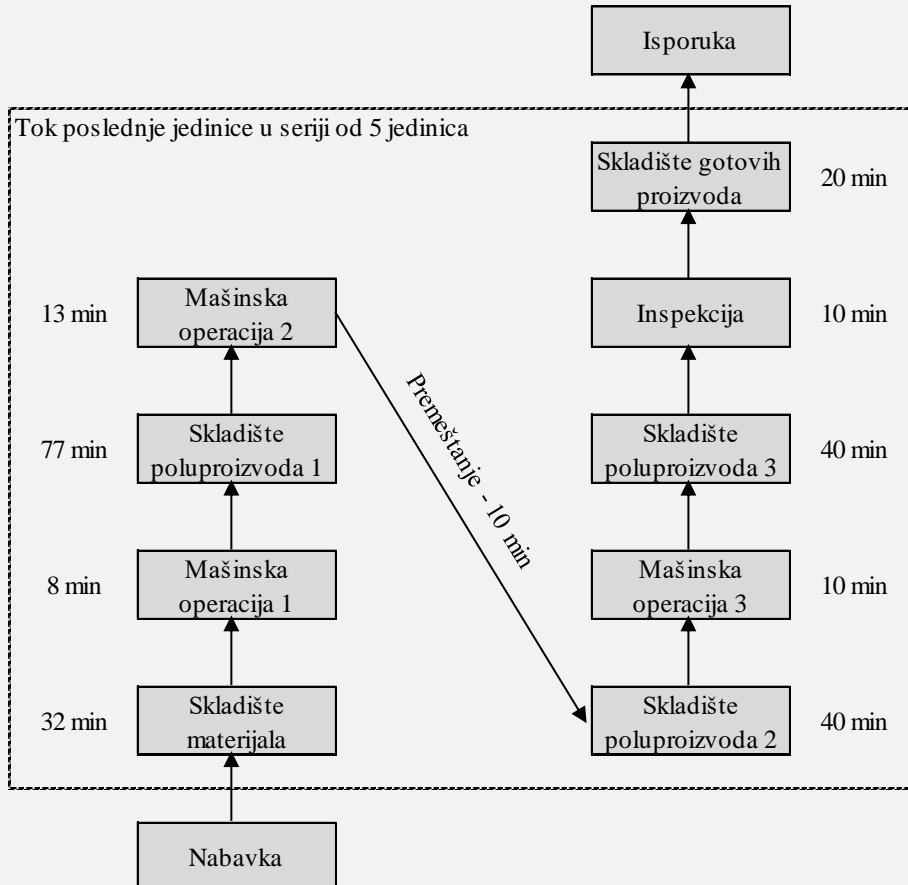 Isporuka
Tok poslednje jedinice u seriji od 5 jedinica
Skladište gotovih
proizvoda
20 min
13 min
Mašinska
operacija 2
Inspekcija
10 min
Premeštanje - 10 min
77 min
Skladište
poluproizvoda 1
Skladište
poluproizvoda 3
40 min
8 min
Mašinska
operacija 1
Mašinska
operacija 3
10 min
32 min
Skladište
materijala
Skladište
poluproizvoda 2
40 min
Nabavka